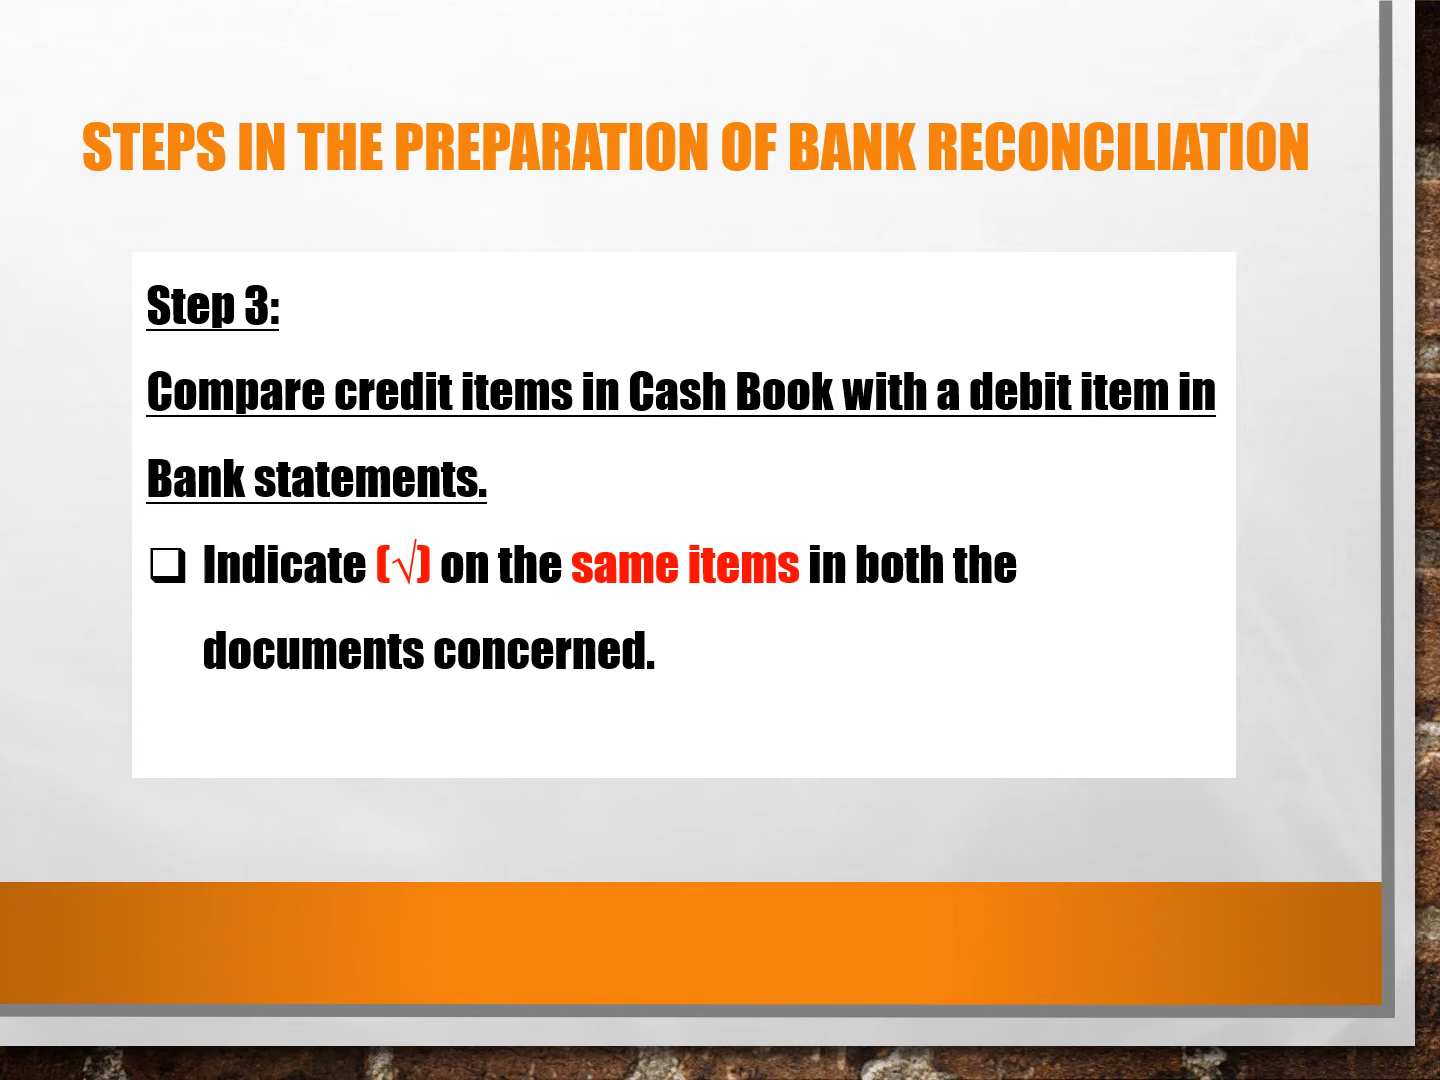 STEPS IN THE PREPARATION OF BANK RECONCILIATION
Step 3:
Compare credit items in Cash Book with a debit item in
Bank statements.
❑ Indicate (√) on the same items in both the
documents concerned.